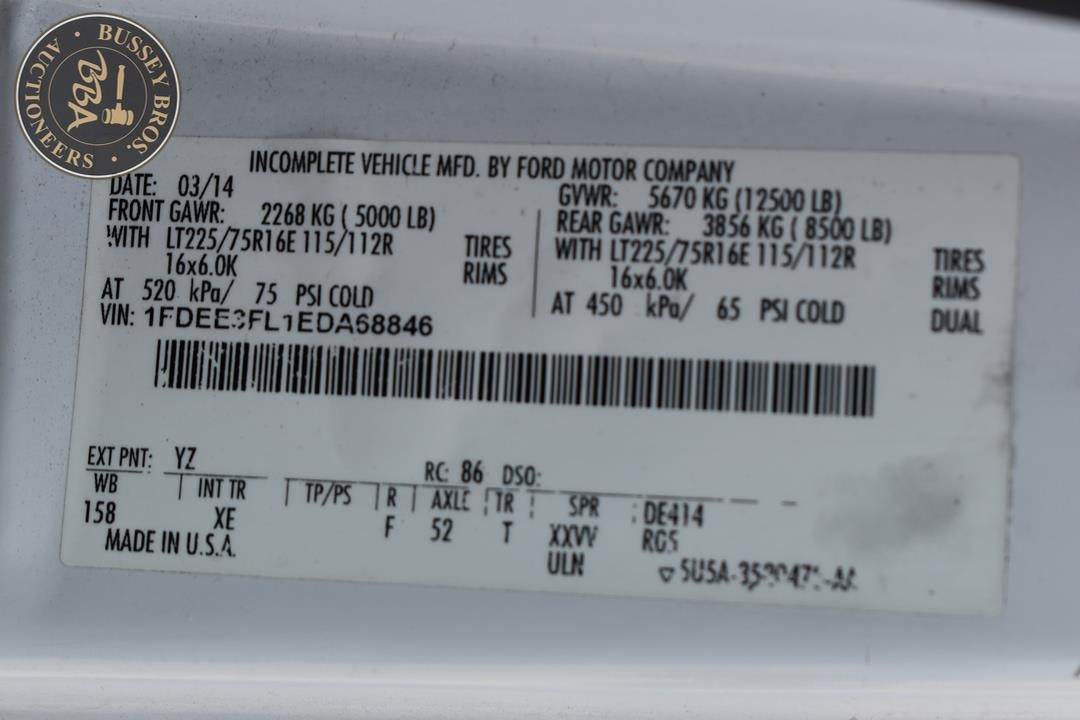 BUSSEY BROS.
AUCTIONEERS
BBA
INCOMPLETE VEHICLE MFD. BY FORD MOTOR COMPANY
DATE: 03/14
FRONT GAWR: 2268 KG ( 5000 LB)
WITH LT225/75R16E 115/112R TIRES
16x6.0K RIMS
AT 520 kPa/ 75 PSI COLD
GVWR: 5670 KG (12500 LB)
REAR GAWR: 3856 KG ( 8500 LB)
WITH LT225/75R16E 115/112R TIRES
16x6.0K RIMS
AT 450 kPa/ 65 PSI COLD DUAL
VIN: 1FDEE3FL1EDA68846
EXT PNT: YZ RC: 86 DSO:
WB INT TR TP/PS R AXLE TR SPR DE414
158 XE F 52 T XXVV RG5
MADE IN U.S.A. ULN